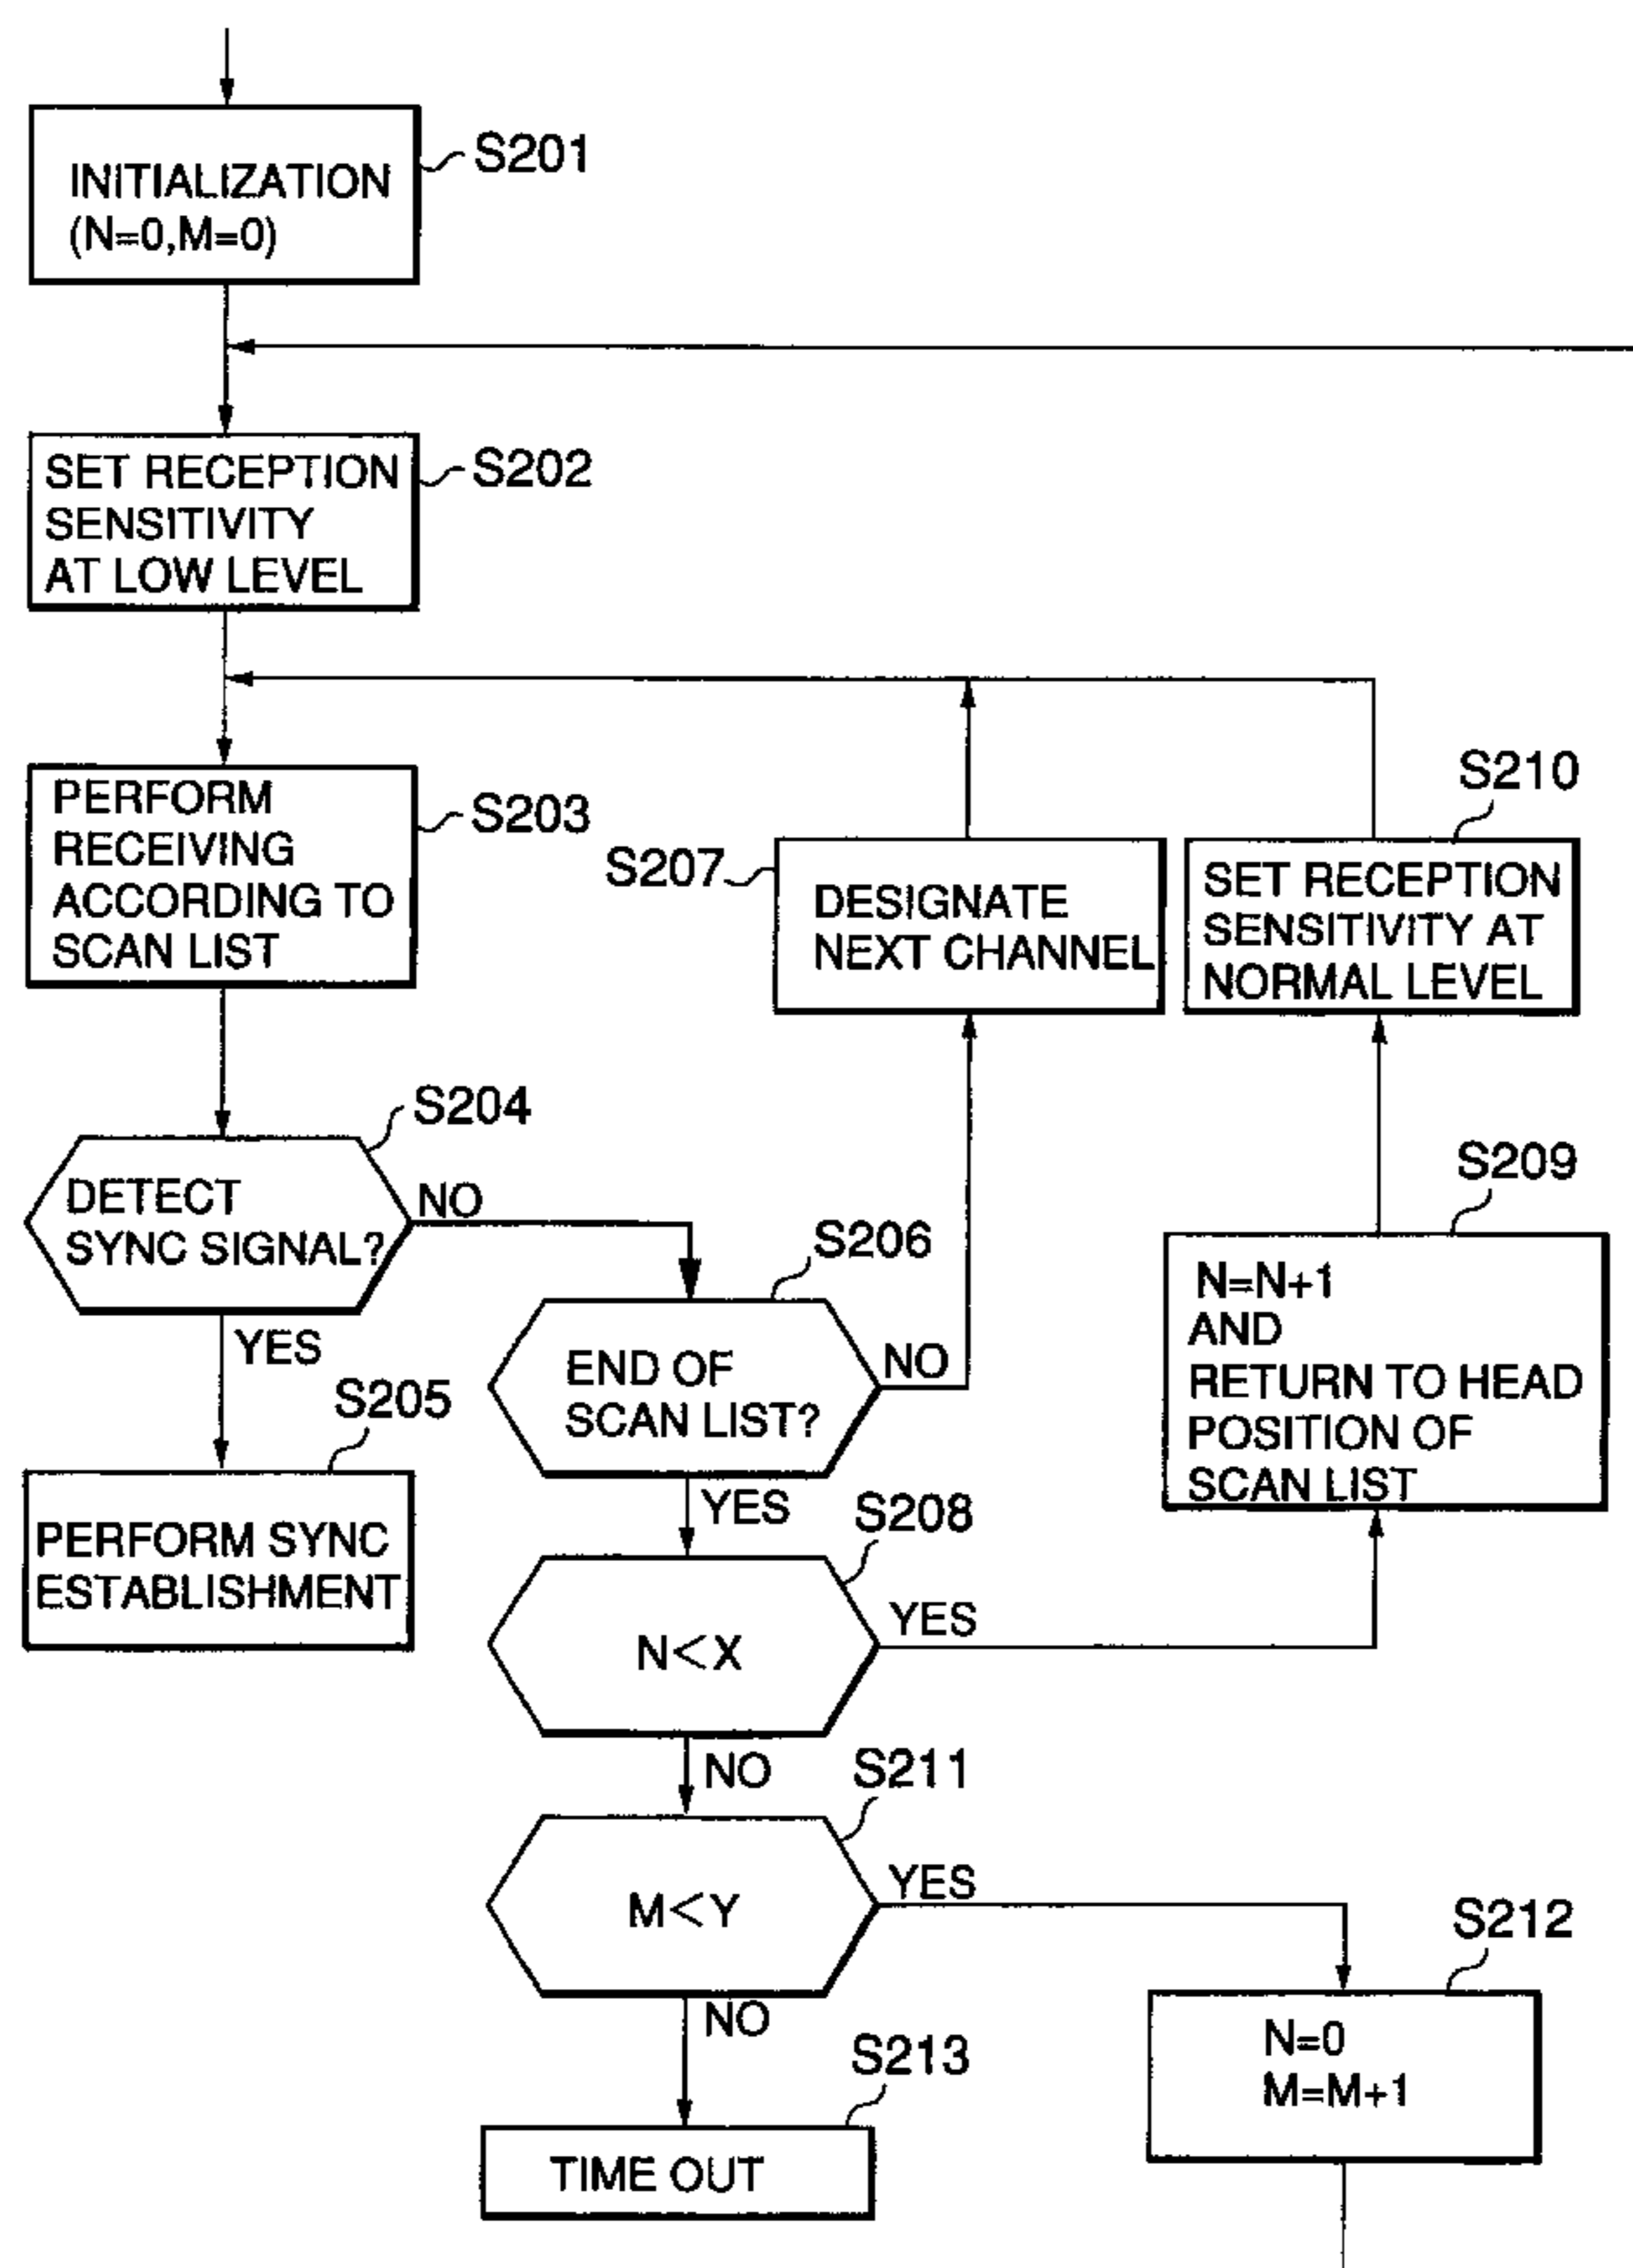 S201
INITIALIZATION
(N=0,M=0)
S202
SET RECEPTION
SENSITIVITY
AT LOW LEVEL
S203
PERFORM
RECEIVING
ACCORDING TO
SCAN LIST
S207
DESIGNATE
NEXT CHANNEL
S210
SET RECEPTION
SENSITIVITY AT
NORMAL LEVEL
S204
DETECT
SYNC SIGNAL?
NO
YES
S205
PERFORM SYNC
ESTABLISHMENT
S206
END OF
SCAN LIST?
NO
YES
S209
N=N+1
AND
RETURN TO HEAD
POSITION OF
SCAN LIST
S208
N<X
YES
NO
S211
M<Y
YES
NO
S212
N=0
M=M+1
S213
TIME OUT